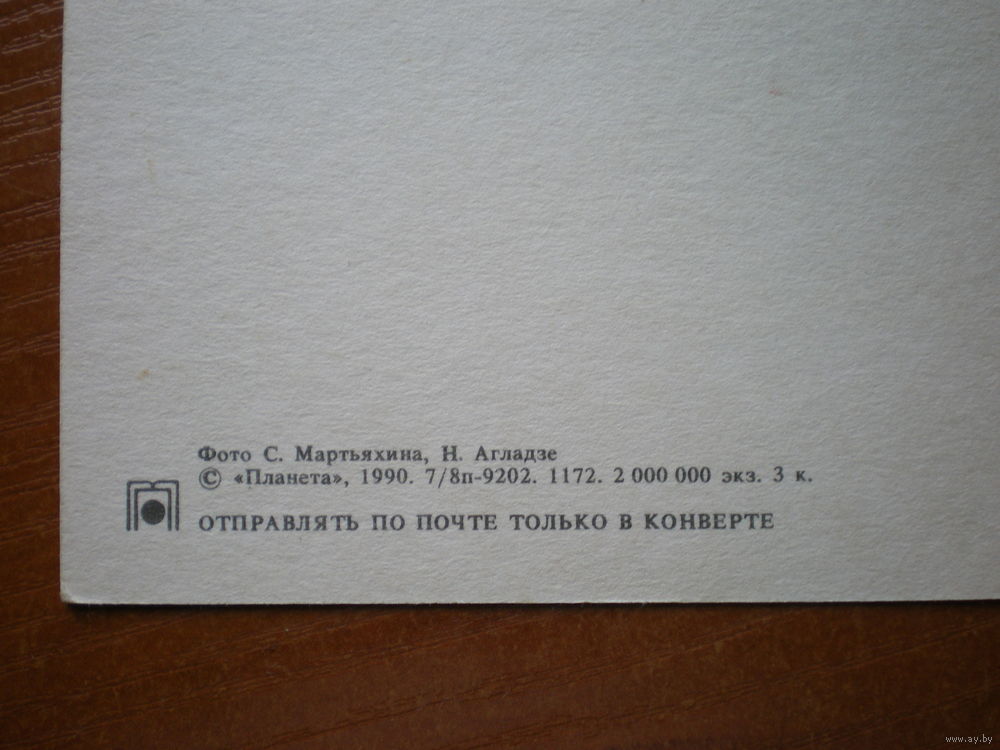 Фото С. Мартьяхина, Н. Агладзе
© «Планета», 1990. 7/8п-9202. 1172. 2 000 000 экз. 3 к.
ОТПРАВЛЯТЬ ПО ПОЧТЕ ТОЛЬКО В КОНВЕРТЕ
www.ay.by